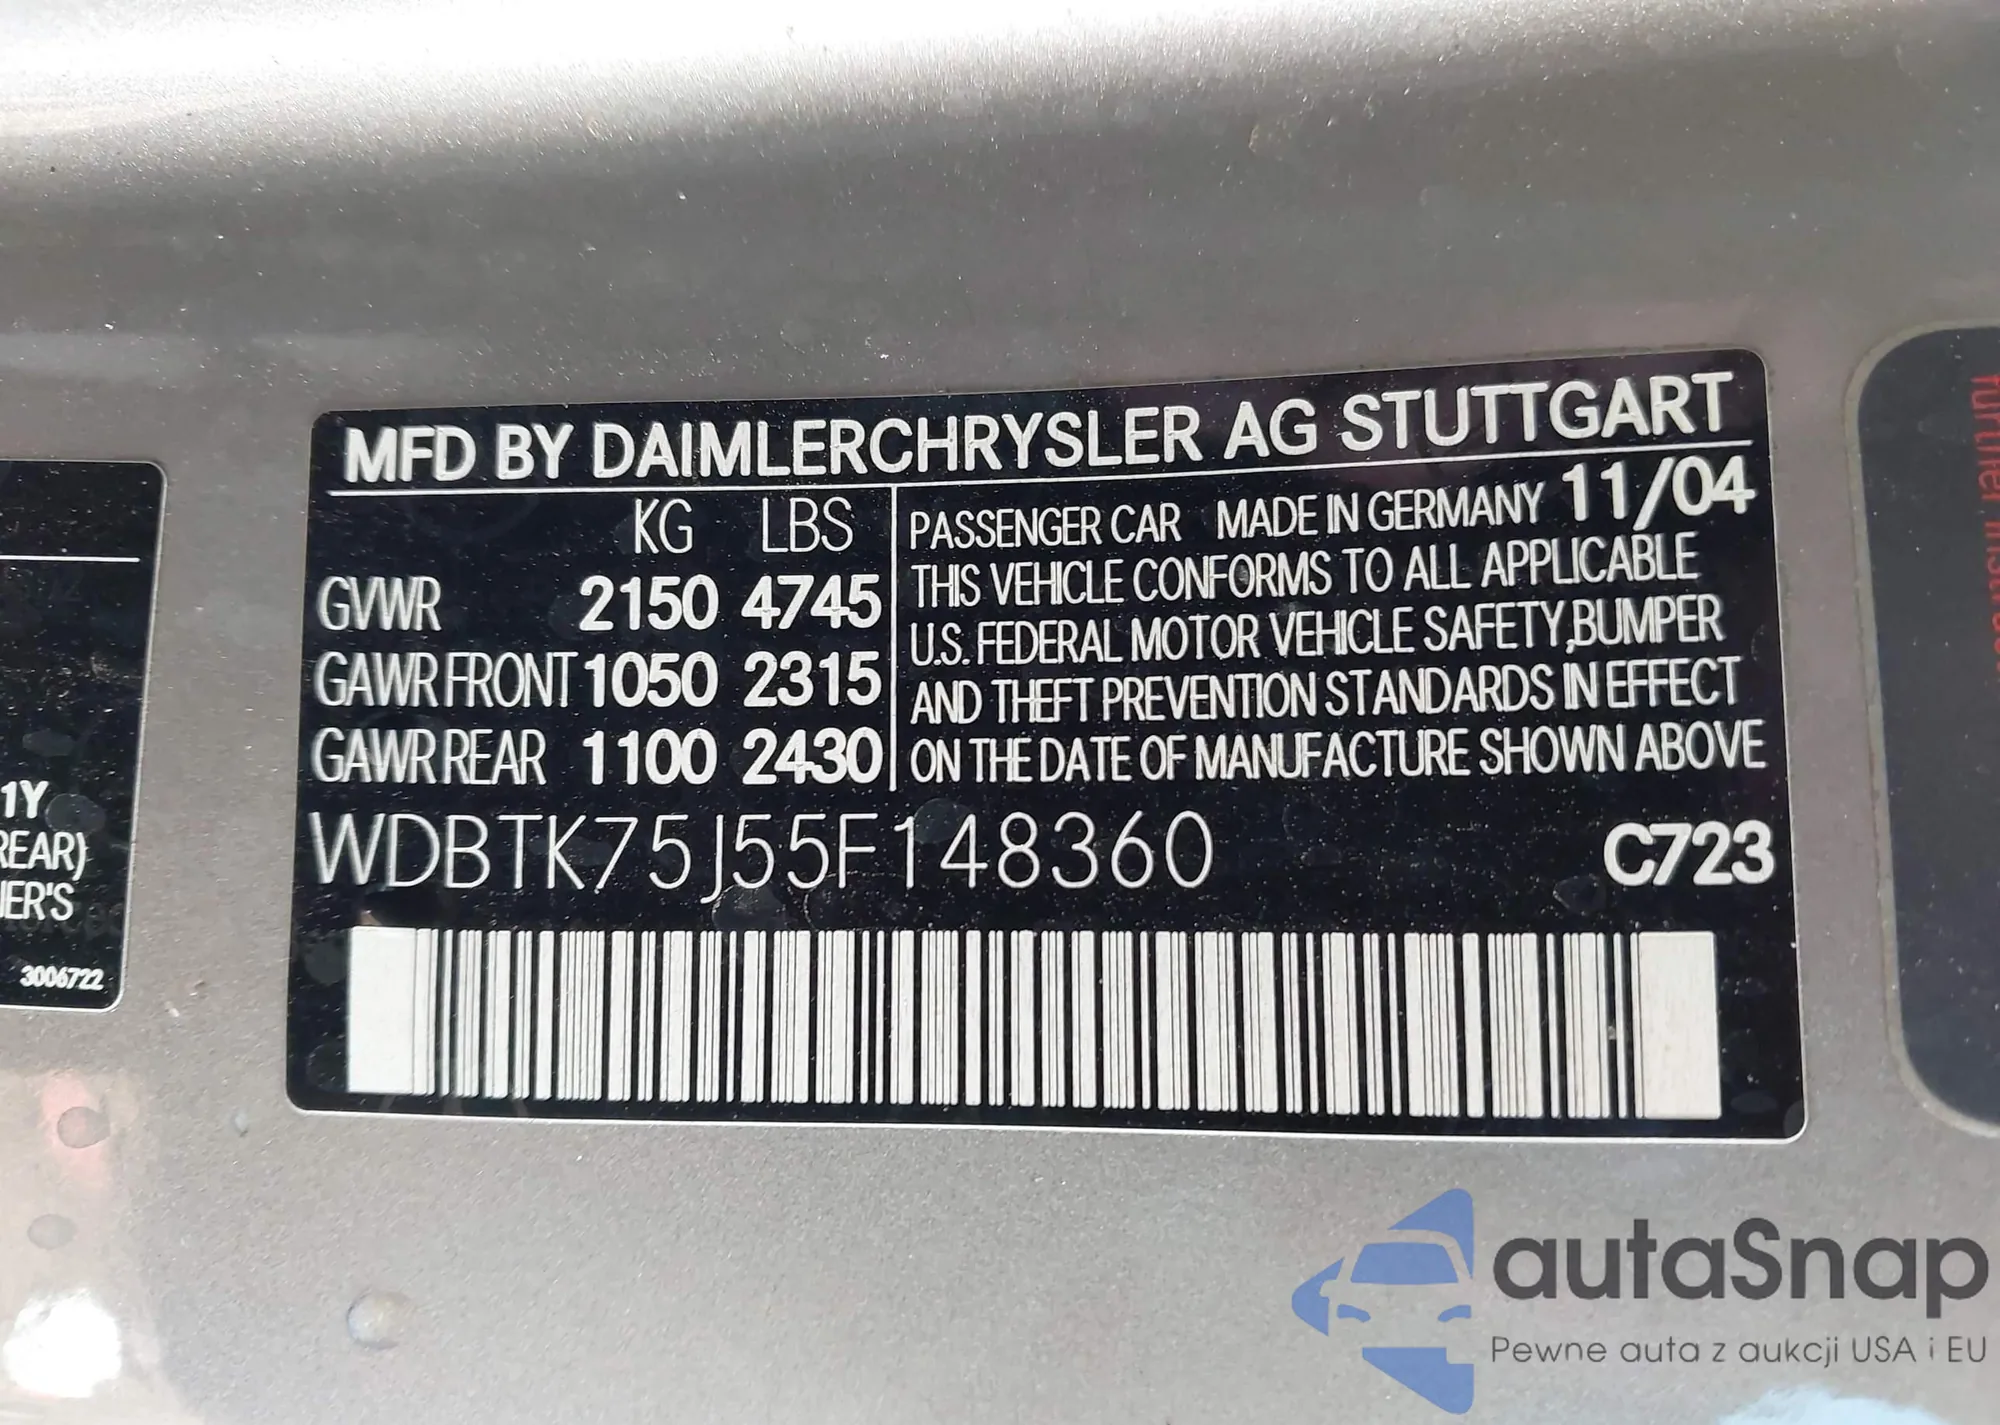 MFD BY DAIMLERCHRYSLER AG STUTTGART
KG LBS
GVWR 2150 4745
GAWR FRONT 1050 2315
GAWR REAR 1100 2430
PASSENGER CAR MADE IN GERMANY 11/04
THIS VEHICLE CONFORMS TO ALL APPLICABLE
U.S. FEDERAL MOTOR VEHICLE SAFETY,BUMPER
AND THEFT PREVENTION STANDARDS IN EFFECT
ON THE DATE OF MANUFACTURE SHOWN ABOVE
WDBTK75J55F148360 C723
1Y
REAR)
ER'S
3006722
further
autaSnap
Pewne auta z aukcji USA i EU